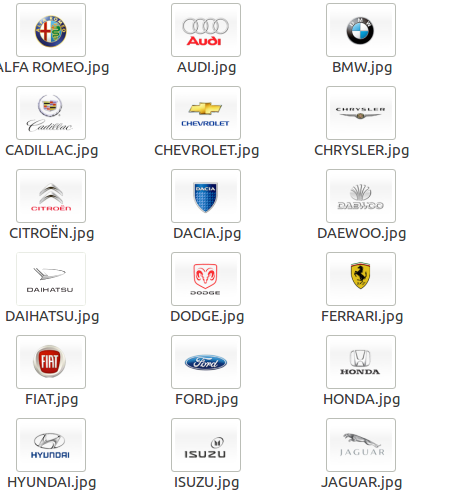 Audi
ALFA ROMEO.jpg AUDI.jpg BMW.jpg
Cadillac CHEVROLET CHRYSLER
CADILLAC.jpg CHEVROLET.jpg CHRYSLER.jpg
CITROËN DACIA DAEWOO
CITROËN.jpg DACIA.jpg DAEWOO.jpg
DAIHATSU DODGE
DAIHATSU.jpg DODGE.jpg FERRARI.jpg
FIAT Ford HONDA
FIAT.jpg FORD.jpg HONDA.jpg
HYUNDAI ISUZU JAGUAR
HYUNDAI.jpg ISUZU.jpg JAGUAR.jpg